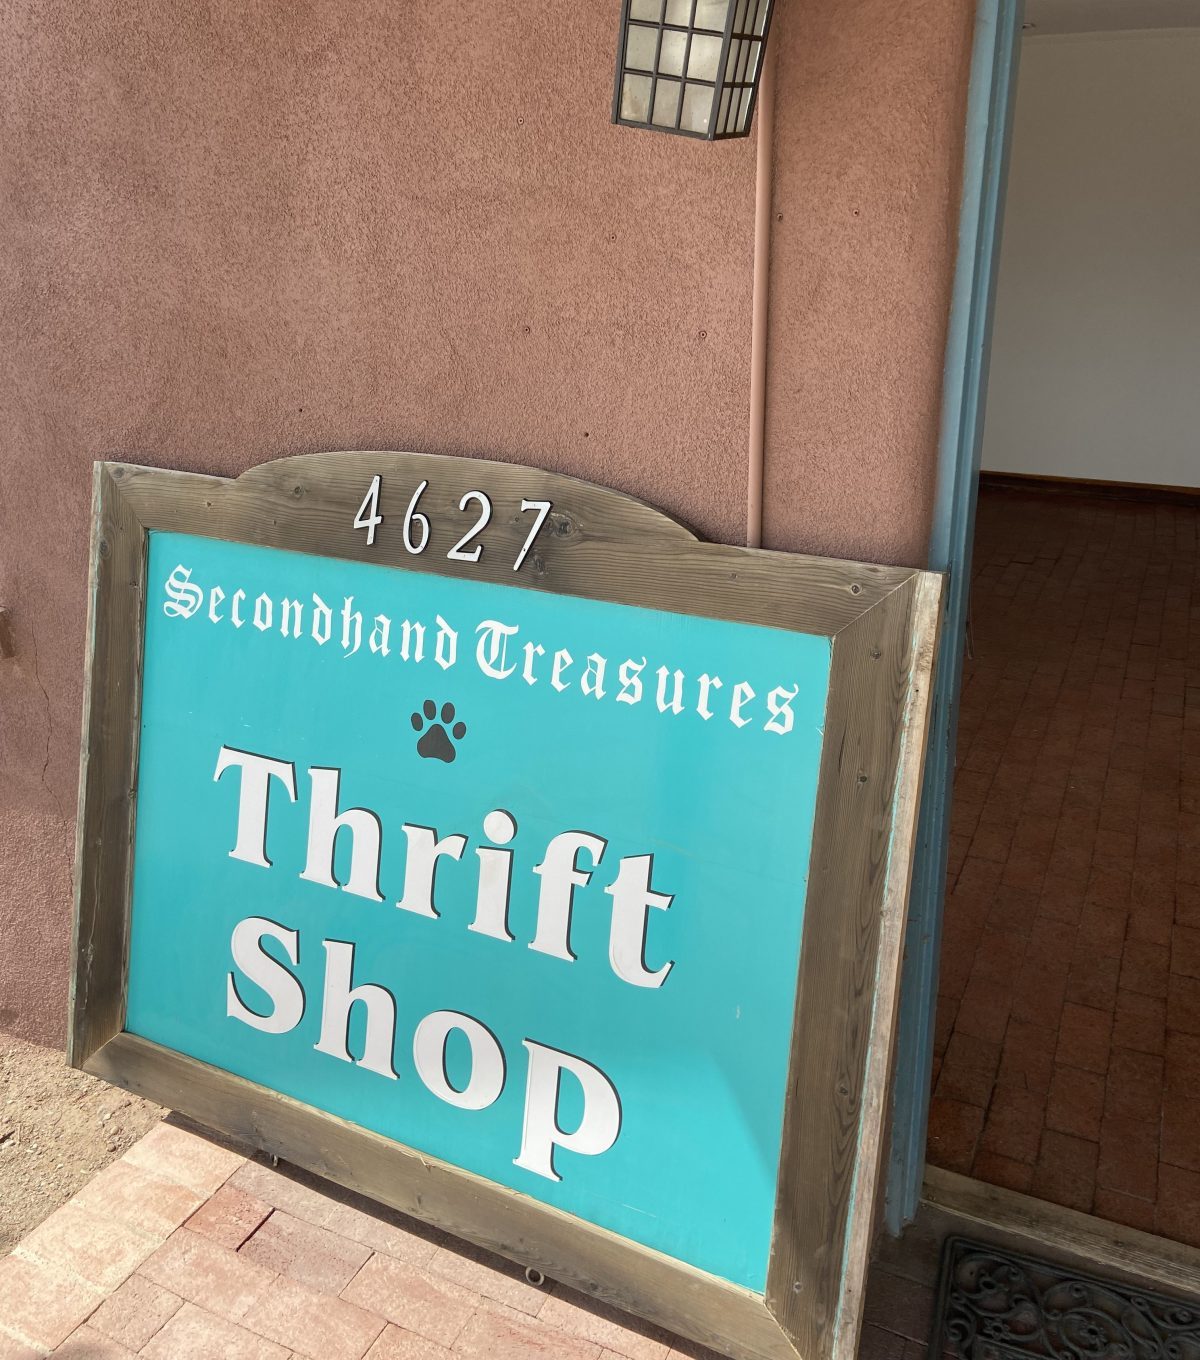 4627
Secondhand Treasures
Thrift
Shop